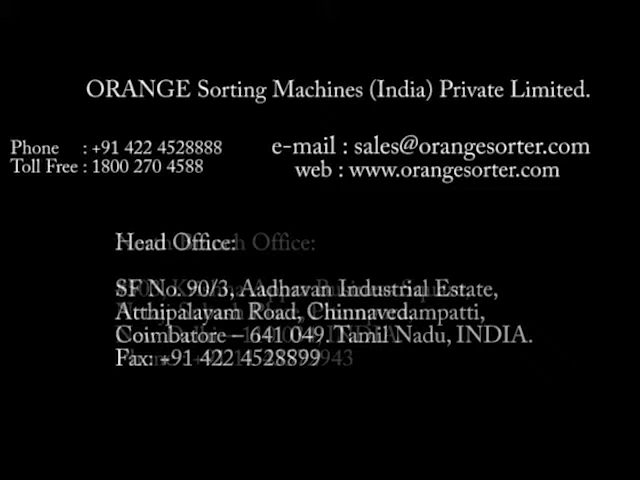 ORANGE Sorting Machines (India) Private Limited.
Phone : +91 422 4528888
Toll Free : 1800 270 4588
e-mail : sales@orangesorter.com
web : www.orangesorter.com
Head Office:
SF No. 90/3, Aadhavan Industrial Estate,
Atthipalayam Road, Chinnavedampatti,
Coimbatore – 641 049. Tamil Nadu, INDIA.
Fax: +91 422 4528899